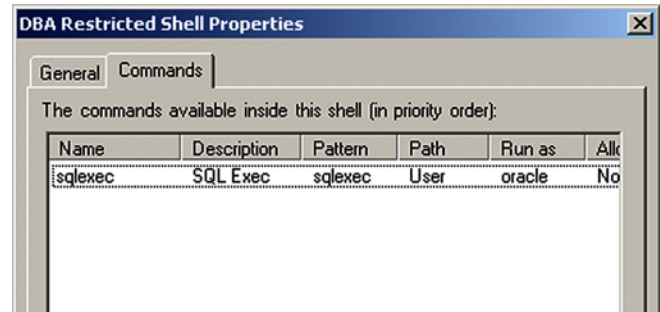 DBA Restricted Shell Properties
General Commands
The commands available inside this shell (in priority order):
Name Description Pattern Path Run as Allo
sqlexec SQL Exec sqlexec User oracle No